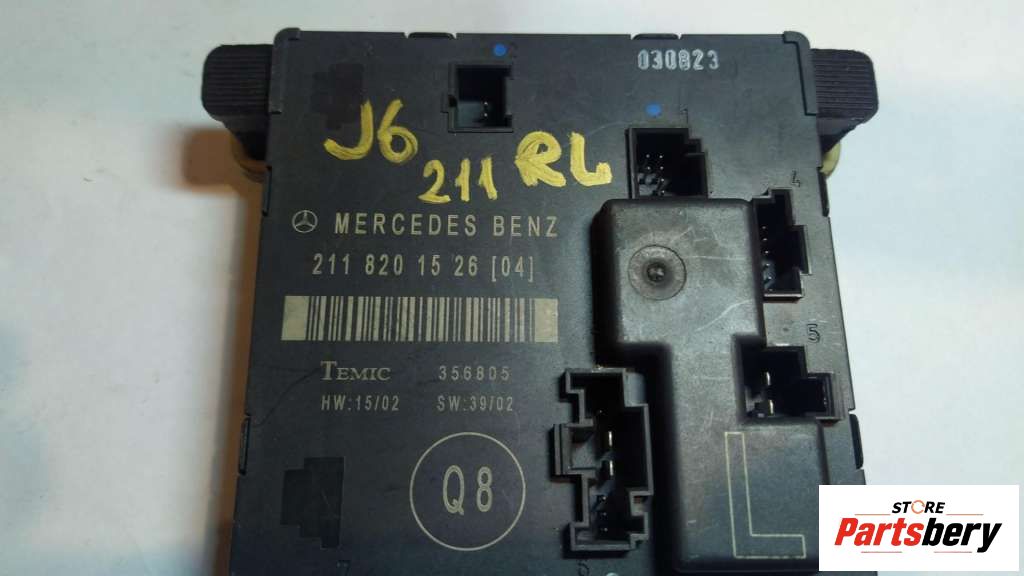 030823
J6
211 RL
4
MERCEDES BENZ
211 820 15 26 [04]
5
TEMIC 356805
HW:15/02 SW:39/02
Q8
L
STORE
Partsbery